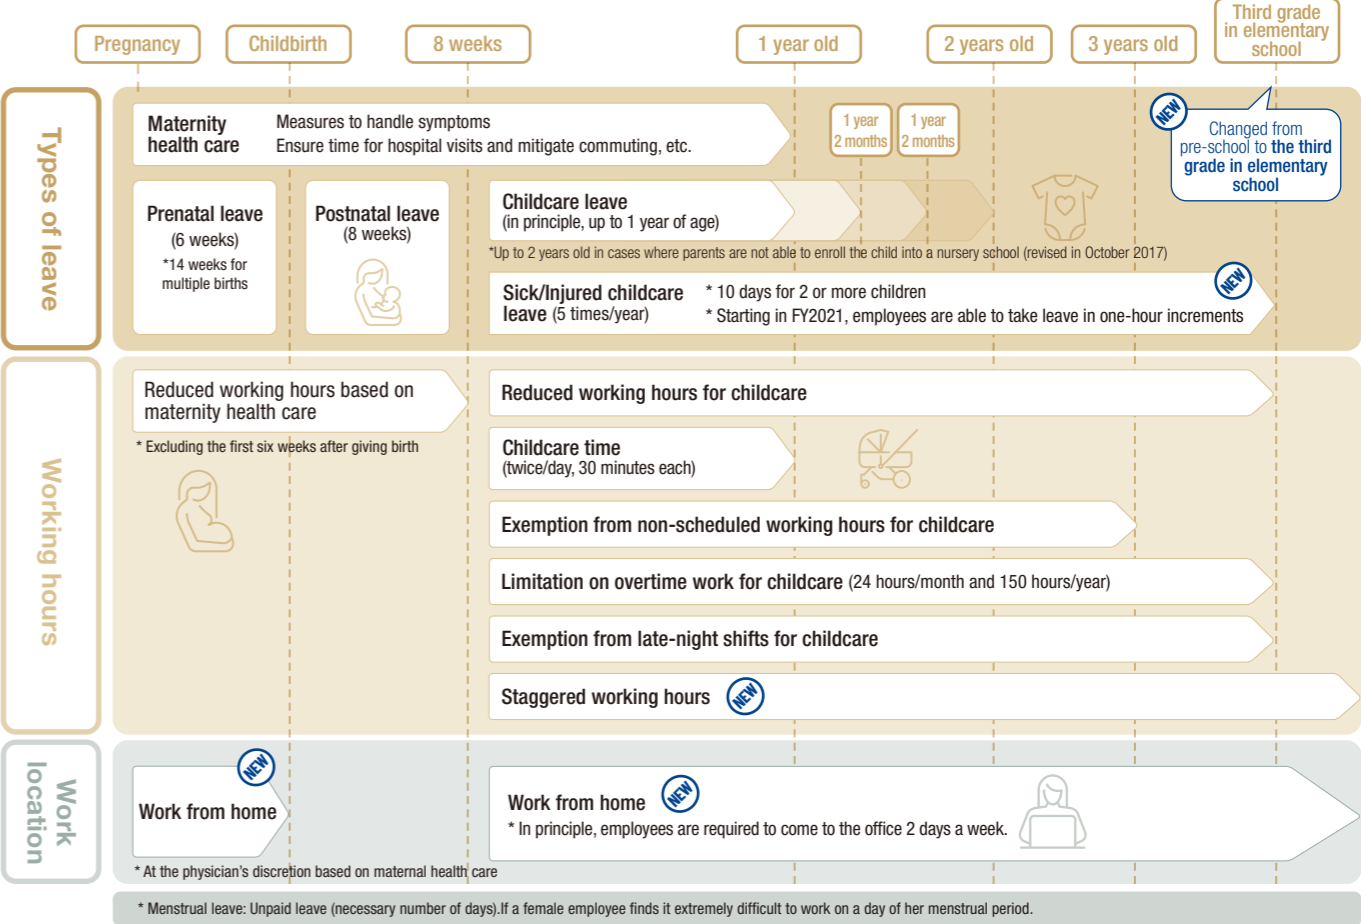 Pregnancy
Childbirth
8 weeks
1 year old
2 years old
3 years old
Third grade
in elementary
school
Types of leave
Maternity
health care
Measures to handle symptoms
Ensure time for hospital visits and mitigate commuting, etc.
1 year
2 months
1 year
2 months
NEW
Changed from
pre-school to the third
grade in elementary
school
Prenatal leave
(6 weeks)
*14 weeks for
multiple births
Postnatal leave
(8 weeks)
Childcare leave
(in principle, up to 1 year of age)
*Up to 2 years old in cases where parents are not able to enroll the child into a nursery school (revised in October 2017)
Sick/Injured childcare
leave (5 times/year)
* 10 days for 2 or more children
* Starting in FY2021, employees are able to take leave in one-hour increments
NEW
Working hours
Reduced working hours based on
maternity health care
* Excluding the first six weeks after giving birth
Reduced working hours for childcare
Childcare time
(twice/day, 30 minutes each)
Exemption from non-scheduled working hours for childcare
Limitation on overtime work for childcare (24 hours/month and 150 hours/year)
Exemption from late-night shifts for childcare
Staggered working hours
NEW
Work
location
Work from home
NEW
* At the physician's discretion based on maternal health care
Work from home
NEW
* In principle, employees are required to come to the office 2 days a week.
* Menstrual leave: Unpaid leave (necessary number of days).If a female employee finds it extremely difficult to work on a day of her menstrual period.